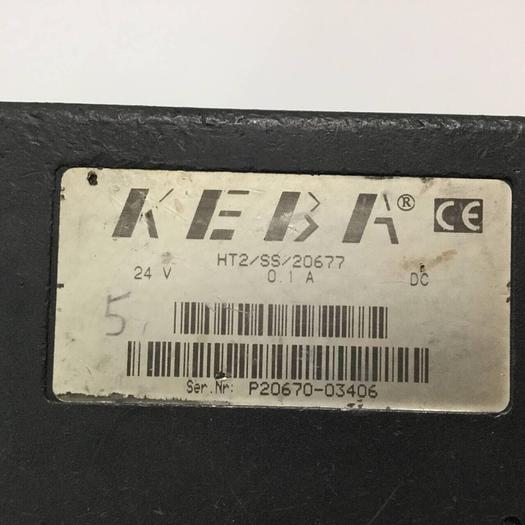 KEBA® CE
HT2/SS/20677
24 V 0.1 A DC
5
Ser.Nr: P20670-03406